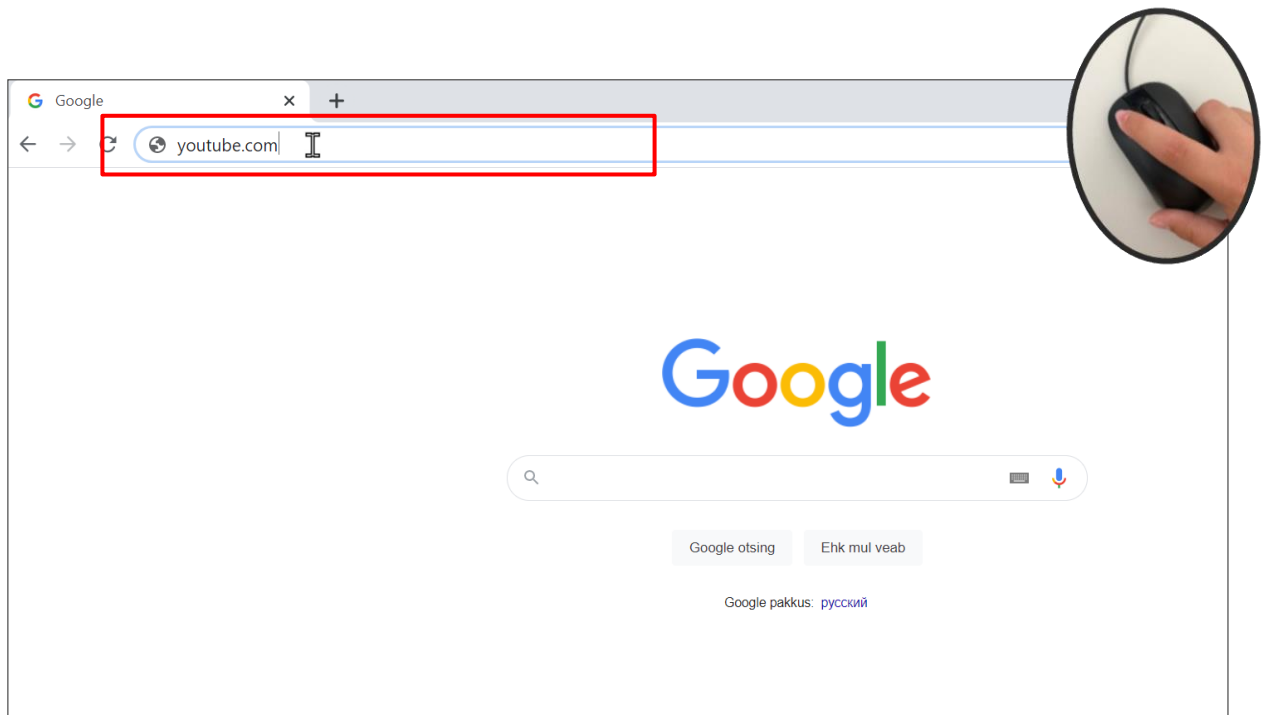 Google
youtube.com
Google
Google otsing
Ehk mul veab
Google pakkus: русский